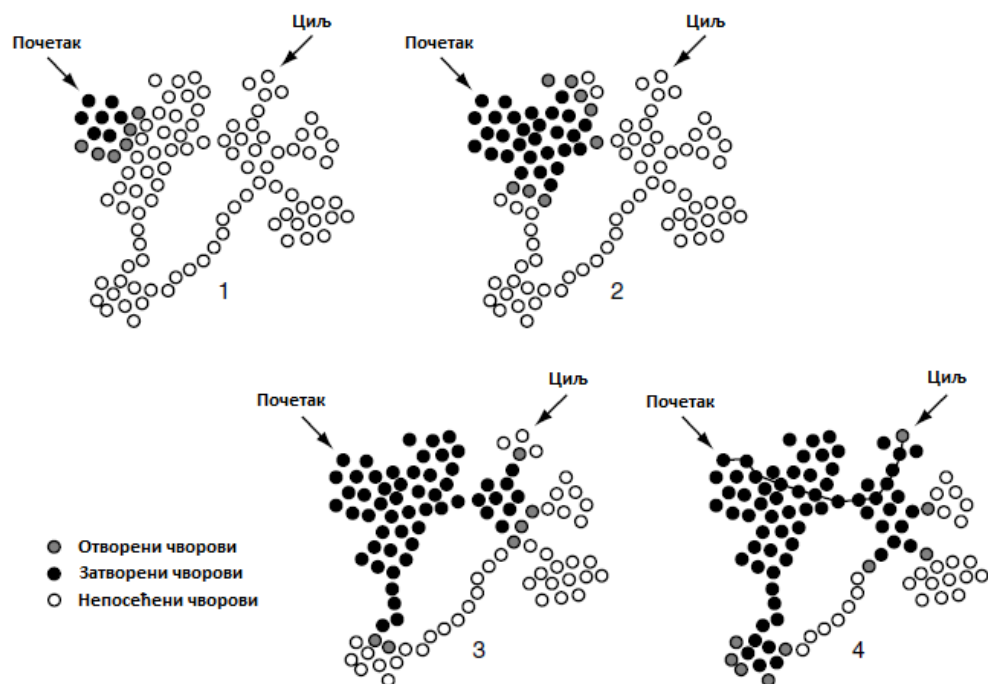 Почетак
Циљ
1
Почетак
Циљ
2
Почетак
Циљ
3
Почетак
Циљ
4
Отворени чворови
Затворени чворови
Непосећени чворови